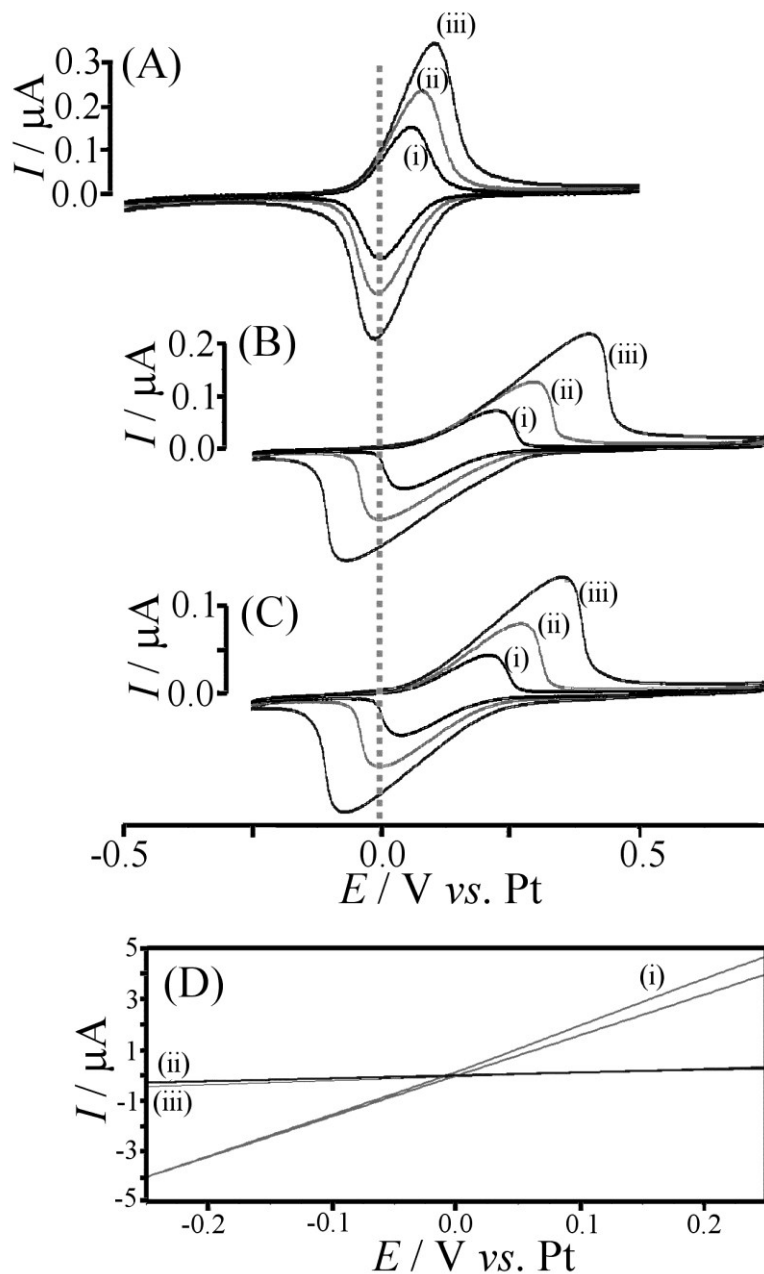 (A)
I / μA
0.3
0.2
0.1
0.0
(iii)
(ii)
(i)
(B)
I / μA
0.2
0.1
0.0
(iii)
(ii)
(i)
(C)
I / μA
0.1
0.0
(iii)
(ii)
(i)
-0.5 0.0 0.5
E / V vs. Pt
(D)
I / μA
5
3
1
-1
-3
-5
(i)
(ii)
(iii)
-0.2 -0.1 0.0 0.1 0.2
E / V vs. Pt